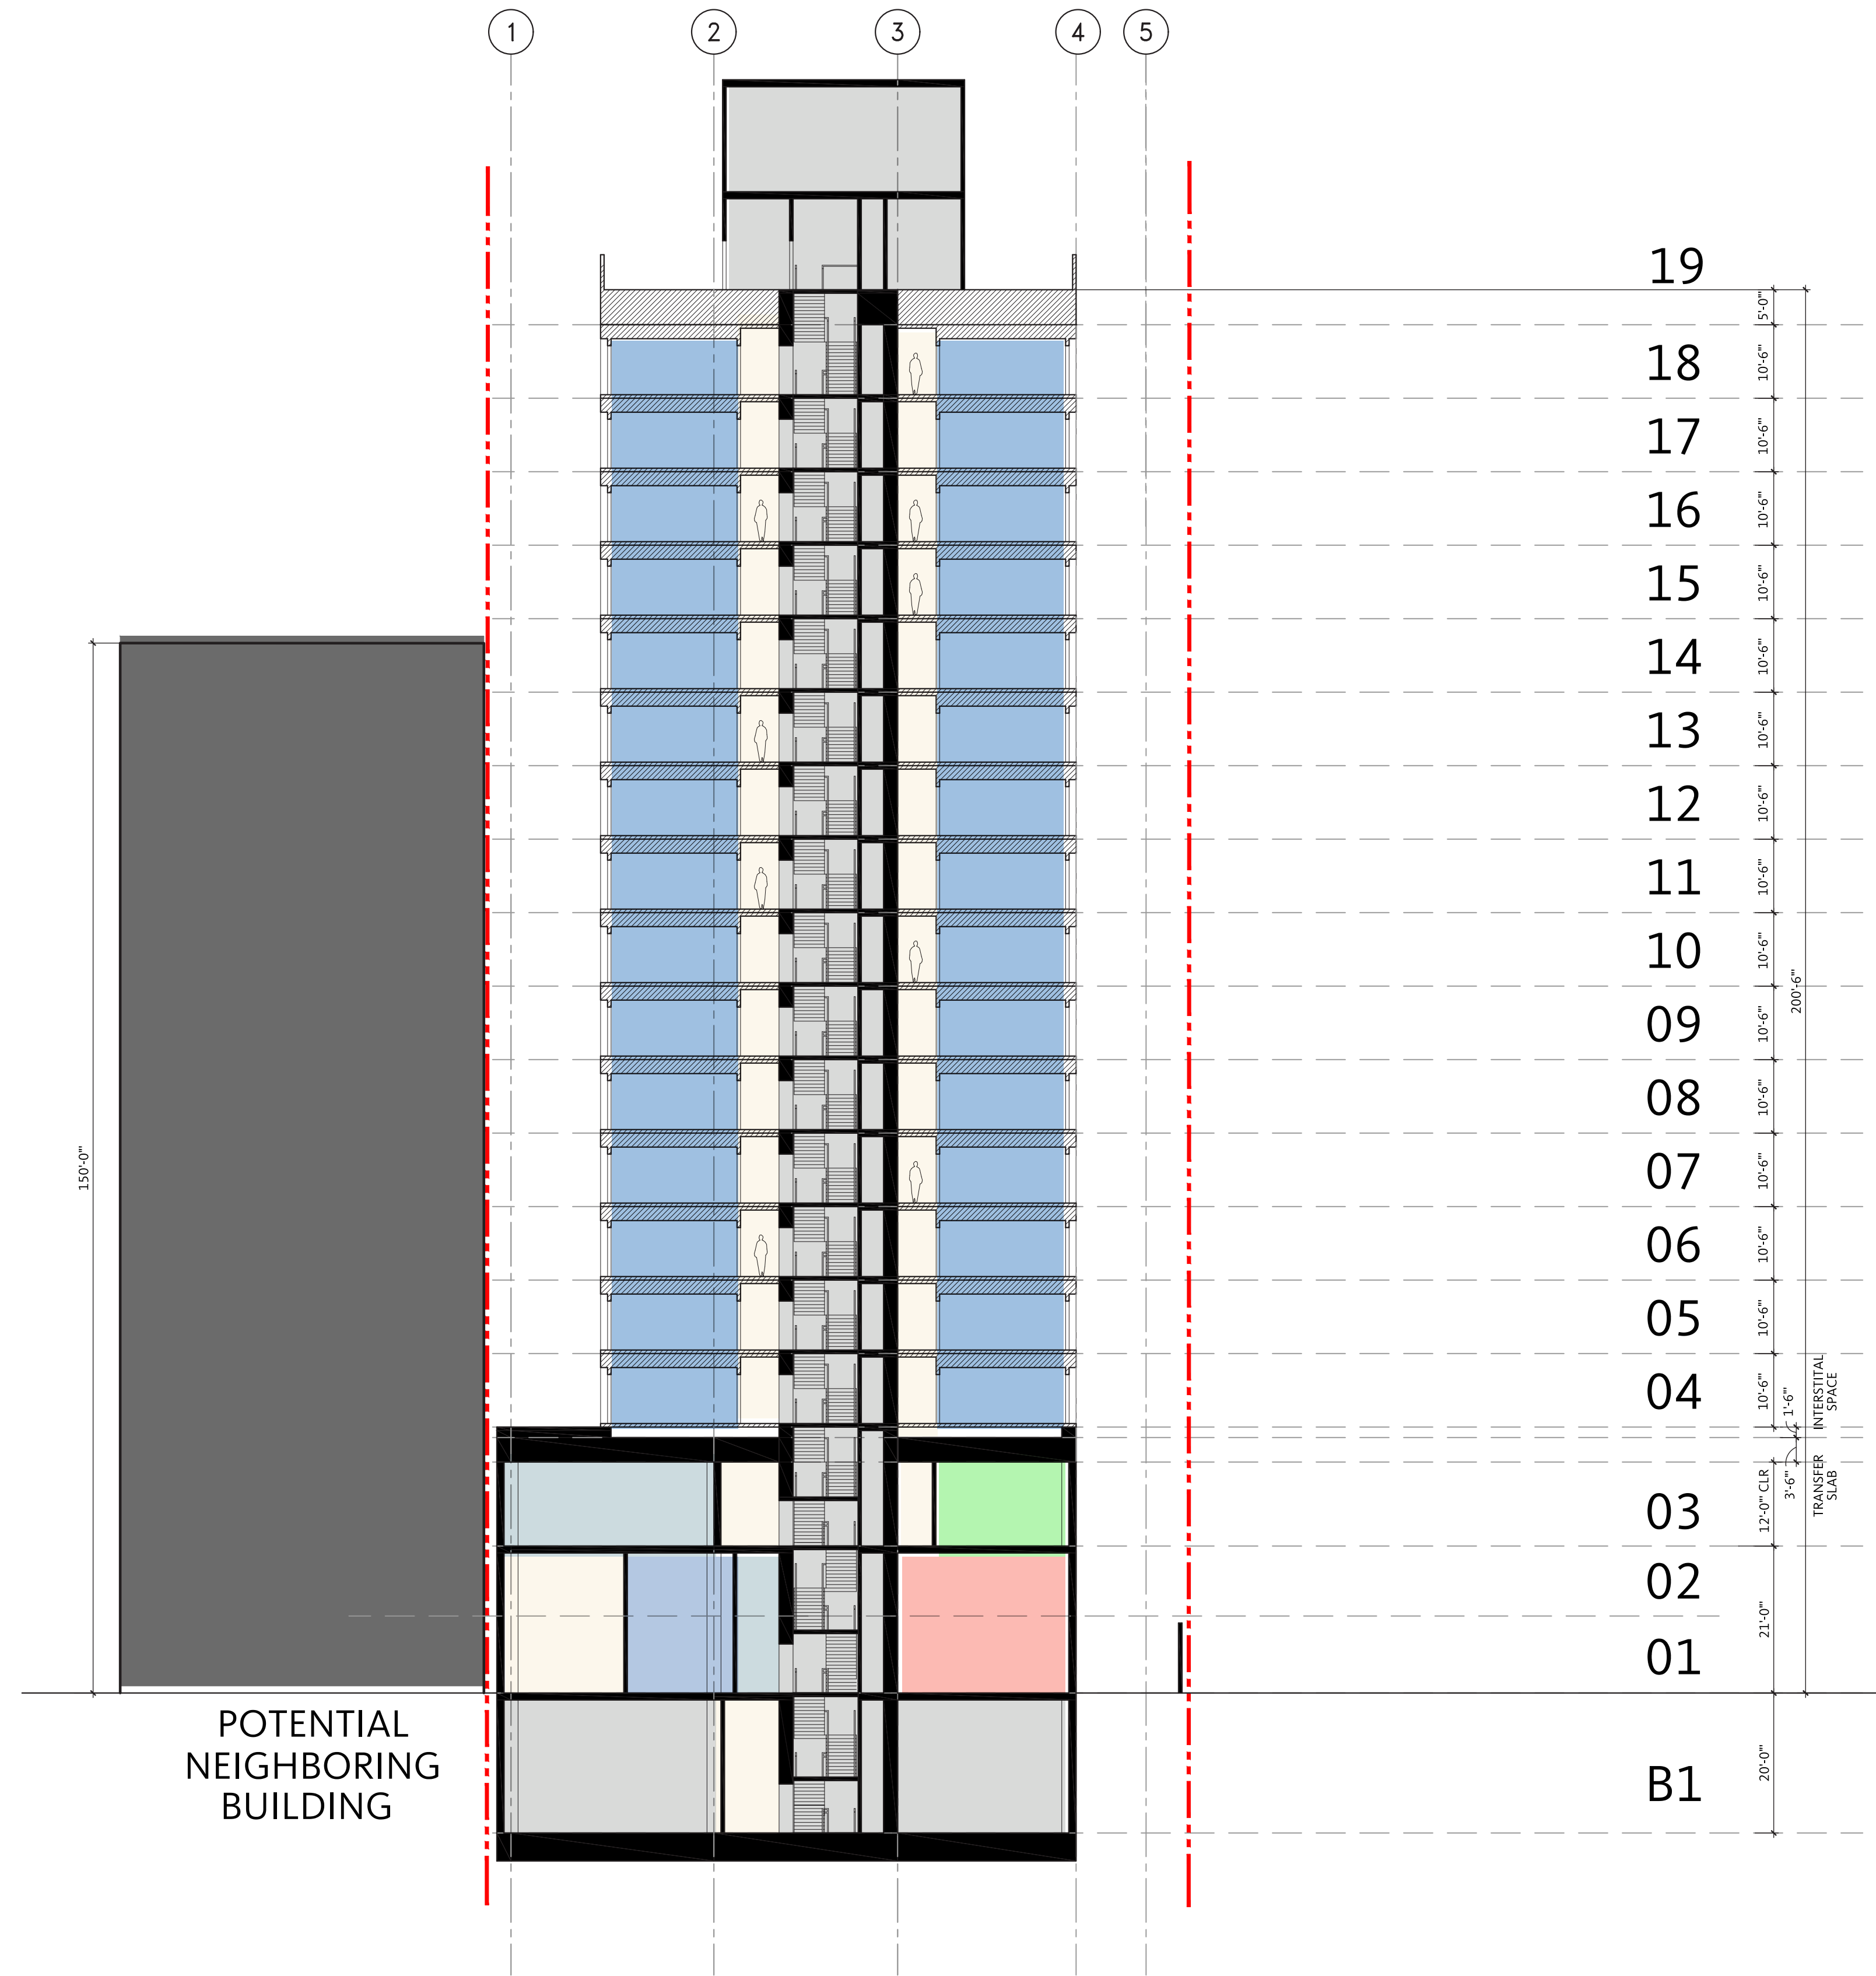 1 2 3 4 5
19
5'-0"'
18 10'-6"'
17 10'-6"'
16 10'-6"'
15 10'-6"'
14 10'-6"'
13 10'-6"'
12 10'-6"'
11 10'-6"'
10 10'-6"'
200'-6"'
09 10'-6"'
08 10'-6"'
150'-0"'
07 10'-6"'
06 10'-6"'
05 10'-6"'
04 10'-6"'
1'-6"'
INTERSTITAL
SPACE
03 12'-0"' CLR
3'-6"'
TRANSFER
SLAB
02
21'-0"'
01
POTENTIAL
NEIGHBORING
BUILDING
B1 20'-0"'